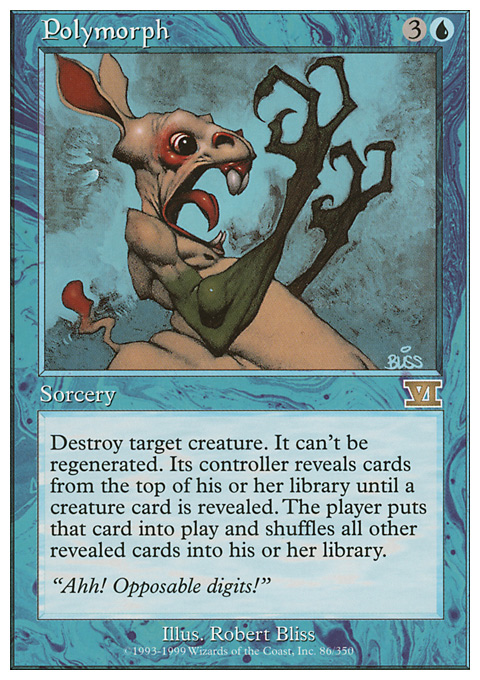 Polymorph 3
BLISS
Sorcery VI
Destroy target creature. It can't be
regenerated. Its controller reveals cards
from the top of his or her library until a
creature card is revealed. The player puts
that card into play and shuffles all other
revealed cards into his or her library.
“Ahh! Opposable digits!”
Illus. Robert Bliss
©1993-1999 Wizards of the Coast, Inc. 86/350